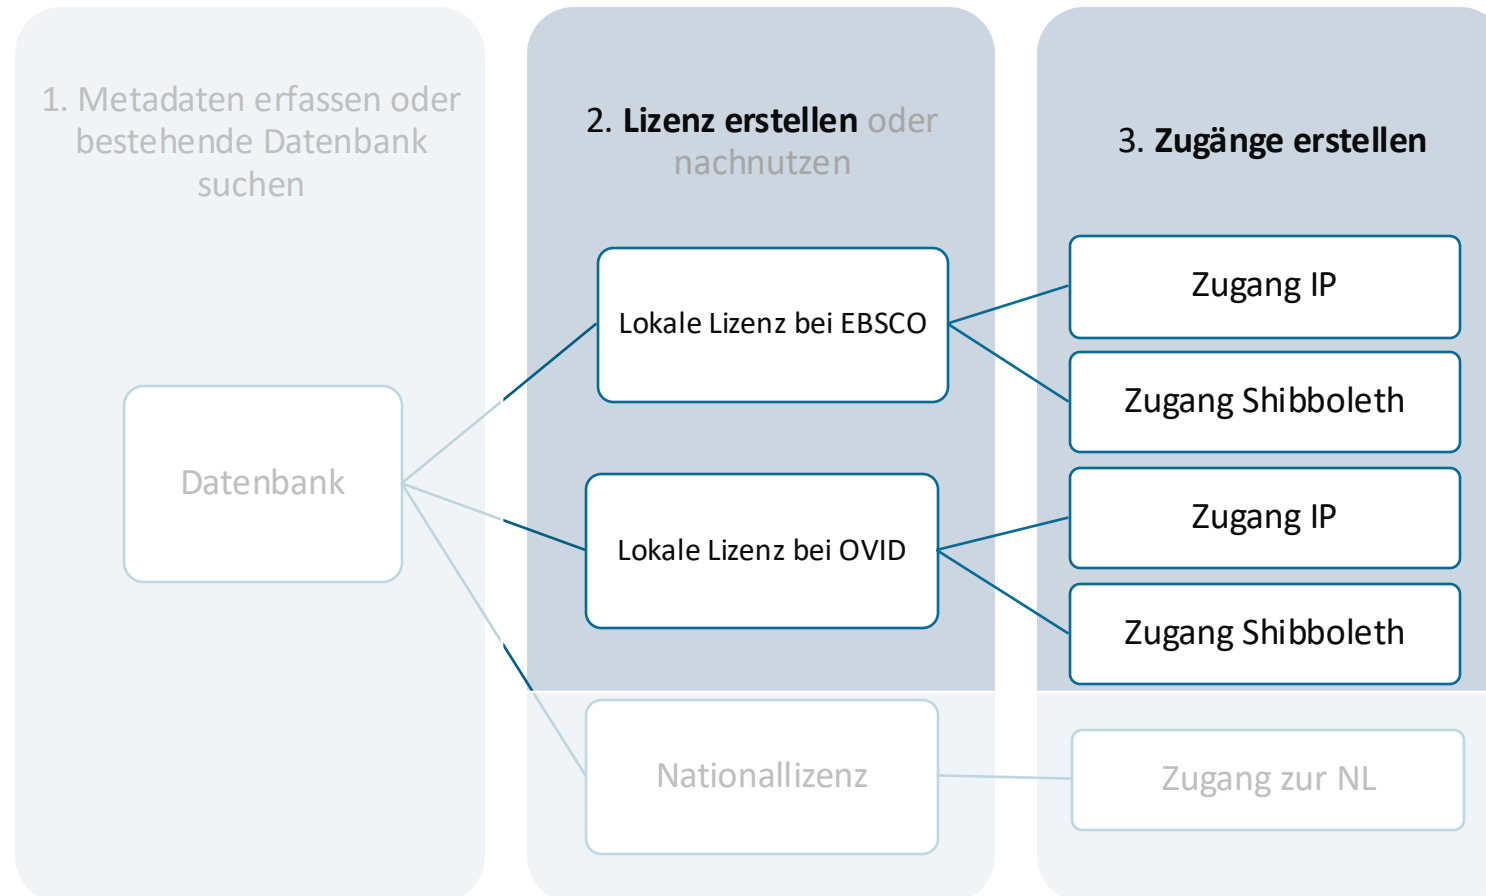 1. Metadaten erfassen oder
bestehende Datenbank
suchen
2. Lizenz erstellen oder
nachnutzen
3. Zugänge erstellen
Datenbank
Lokale Lizenz bei EBSCO
Lokale Lizenz bei OVID
Nationallizenz
Zugang IP
Zugang Shibboleth
Zugang IP
Zugang Shibboleth
Zugang zur NL